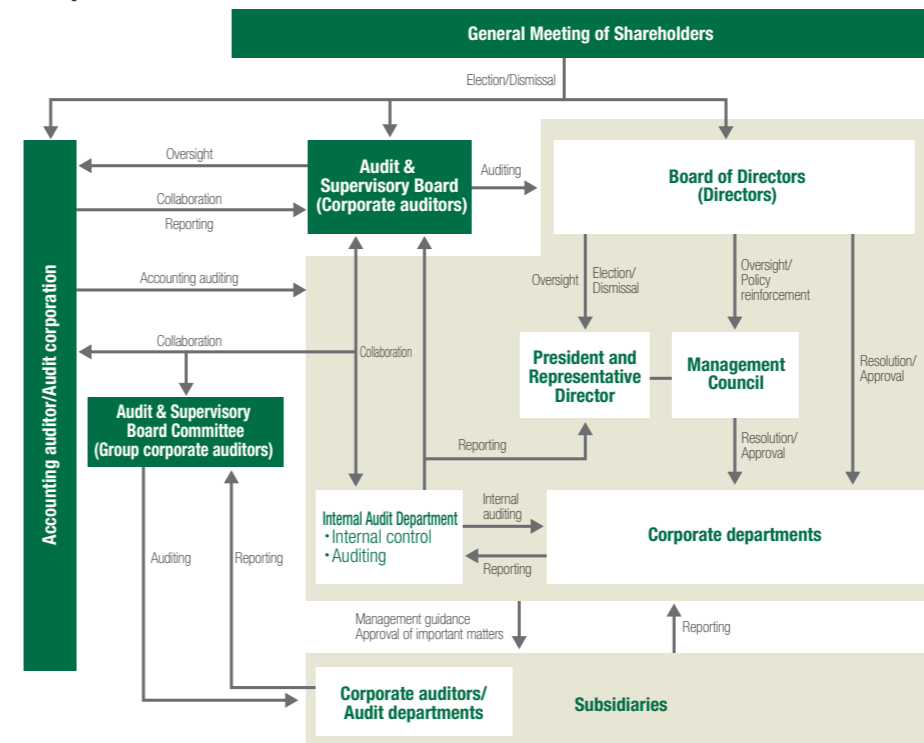 General Meeting of Shareholders
Election/Dismissal
Accounting auditor/Audit corporation
Oversight
Audit &
Supervisory Board
(Corporate auditors)
Auditing
Board of Directors
(Directors)
Collaboration
Reporting
Accounting auditing
Oversight
Election/
Dismissal
Oversight/
Policy
reinforcement
Collaboration
Collaboration
President and
Representative
Director
Management
Council
Resolution/
Approval
Audit & Supervisory
Board Committee
(Group corporate auditors)
Reporting
Resolution/
Approval
Internal Audit Department
・Internal control
・Auditing
Internal
auditing
Reporting
Corporate departments
Auditing
Reporting
Management guidance
Approval of important matters
Reporting
Corporate auditors/
Audit departments
Subsidiaries